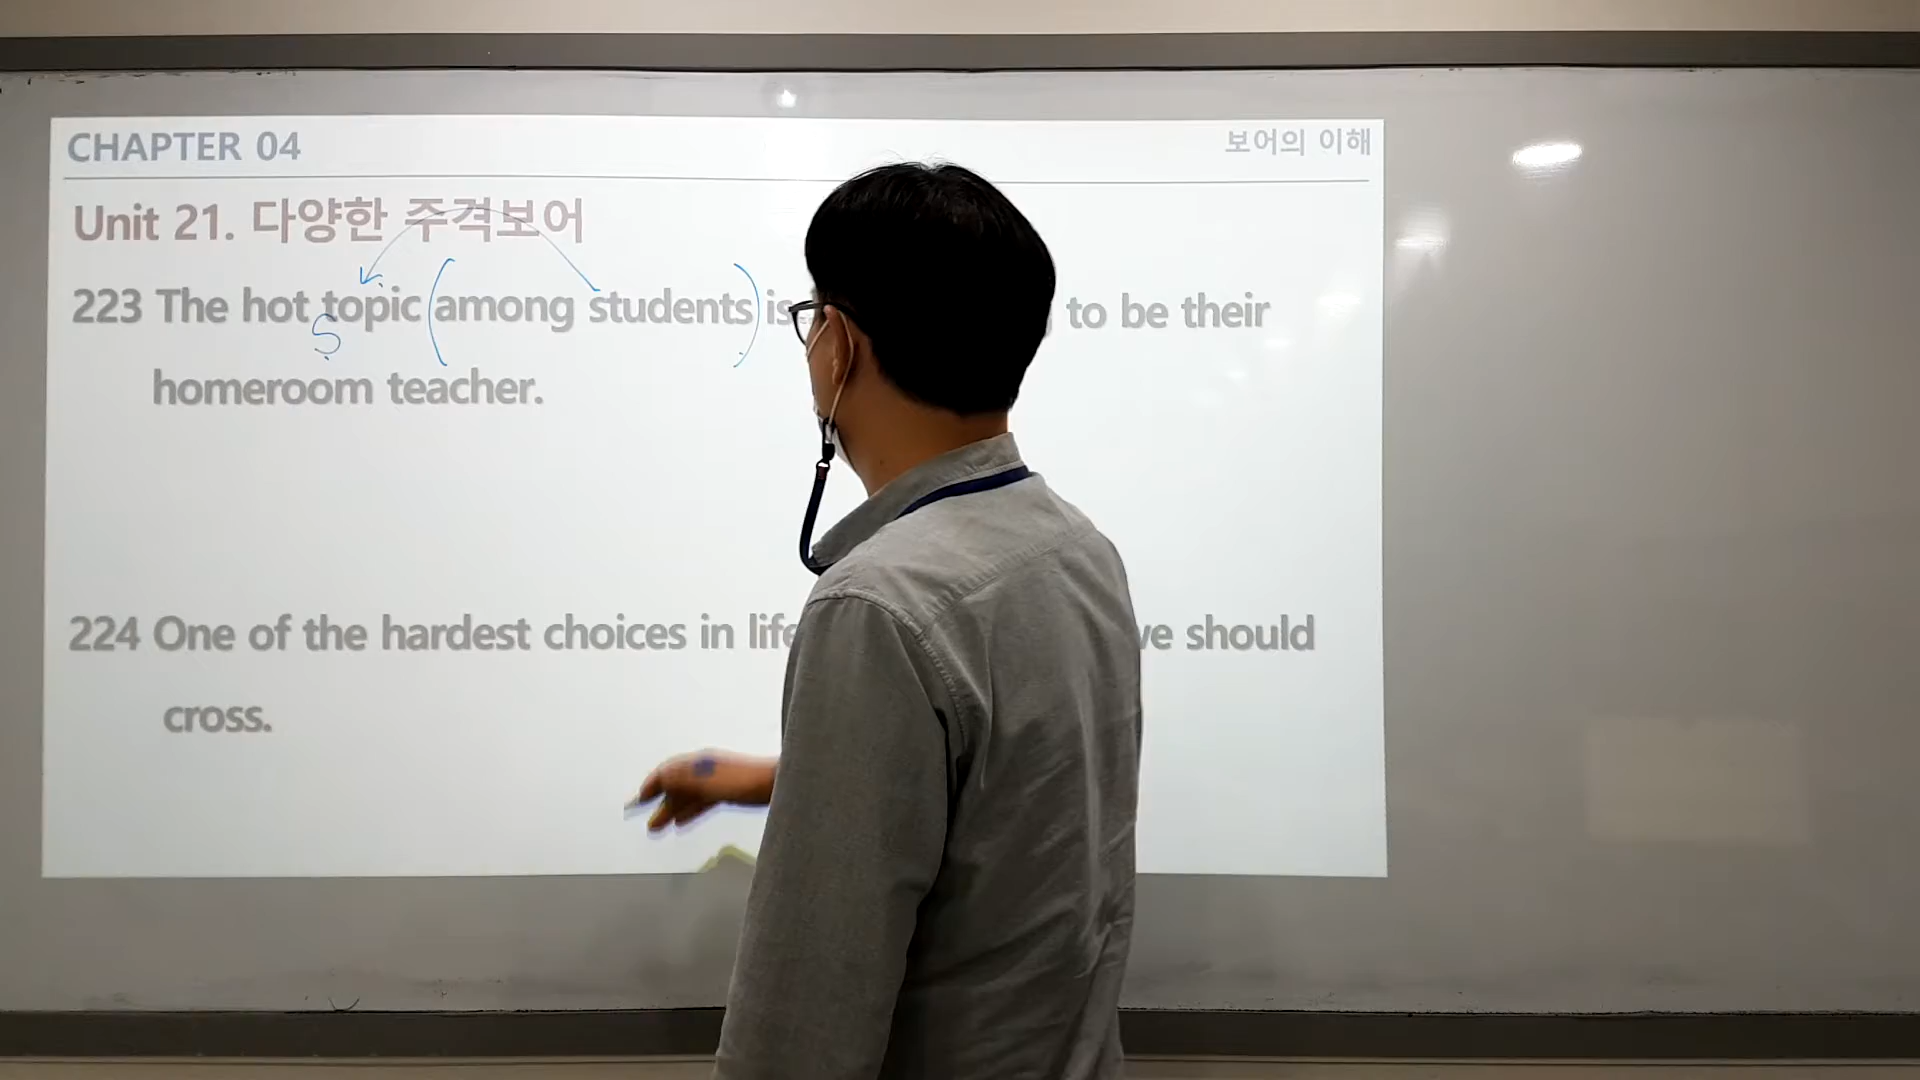 CHAPTER 04
보어의 이해
Unit 21. 다양한 주격보어
223 The hot topic (among students) is to be their
S
homeroom teacher.
224 One of the hardest choices in life should
cross.